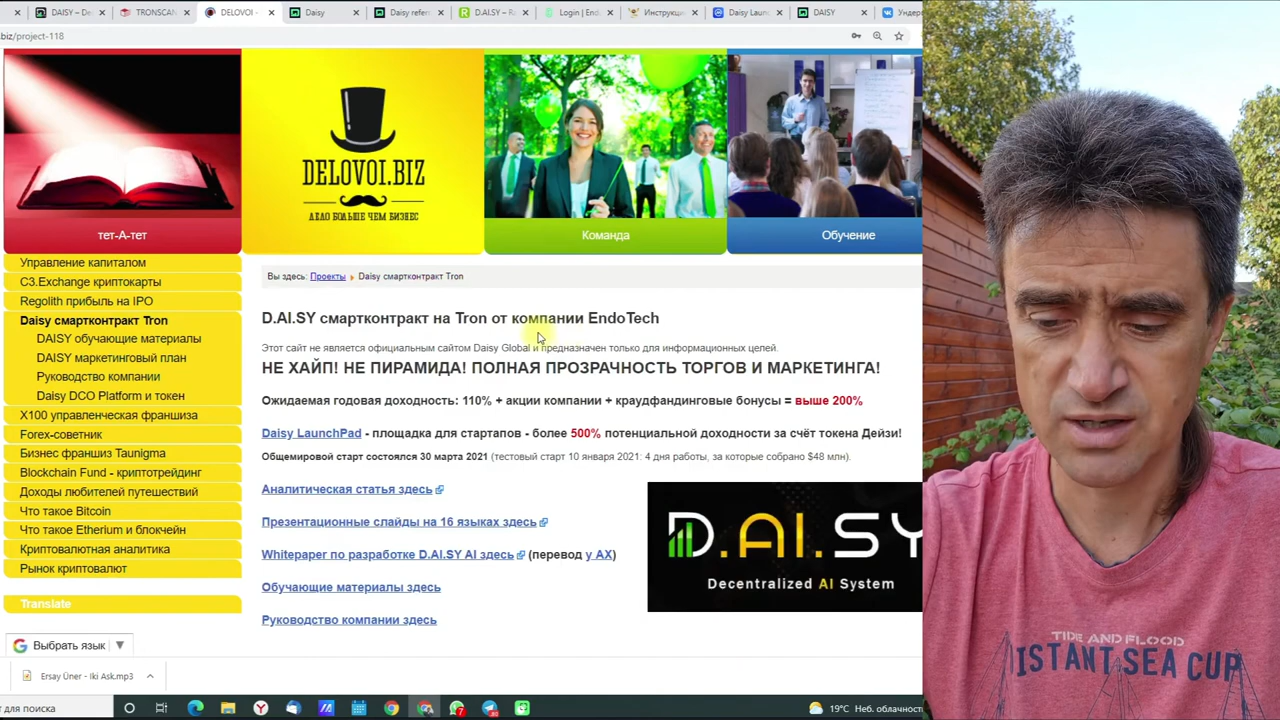 DAISY – De
TRONSCAN
DELOVOI -
Daisy
Daisy refer
D.AI.SY –
Login | End
Инструкци
Daisy Laun
DAISY
Ундер
biz/project-118
DELOVOI.BIZ
ДЕЛО БОЛЬШЕ ЧЕМ БИЗНЕС
тет-А-тет
Команда
Обучение
Управление капиталом
C3.Exchange криптокарты
Regolith прибыль на IPO
Daisy смартконтракт Tron
DAISY обучающие материалы
DAISY маркетинговый план
Руководство компании
Daisy DCO Platform и токен
X100 управленческая франшиза
Forex-советник
Бизнес франшиз Taunigma
Blockchain Fund - криптотрейдинг
Доходы любителей путешествий
Что такое Bitcoin
Что такое Etherium и блокчейн
Криптовалютная аналитика
Рынок криптовалют
Translate
Выбрать язык
Вы здесь: Проекты Daisy смартконтракт Tron
D.AI.SY смартконтракт на Tron от компании EndoTech
Этот сайт не является официальным сайтом Daisy Global и предназначен только для информационных целей.
НЕ ХАЙП! НЕ ПИРАМИДА! ПОЛНАЯ ПРОЗРАЧНОСТЬ ТОРГОВ И МАРКЕТИНГА!
Ожидаемая годовая доходность: 110% + акции компании + краудфандинговые бонусы = выше 200%
Daisy LaunchPad - площадка для стартапов - более 500% потенциальной доходности за счёт токена Дейзи!
Общемировой старт состоялся 30 марта 2021 (тестовый старт 10 января 2021: 4 дня работы, за которые собрано $48 млн).
Аналитическая статья здесь
Презентационные слайды на 16 языках здесь
Whitepaper по разработке D.AI.SY AI здесь (перевод у AX)
Обучающие материалы здесь
Руководство компании здесь
D.AI.SY
Decentralized AI System
TIDE AND FLOOD
ISTANT SEA CUP
Ersay Üner - Iki Ask.mp3
т для поиска
7
20
19°C Неб. облачность